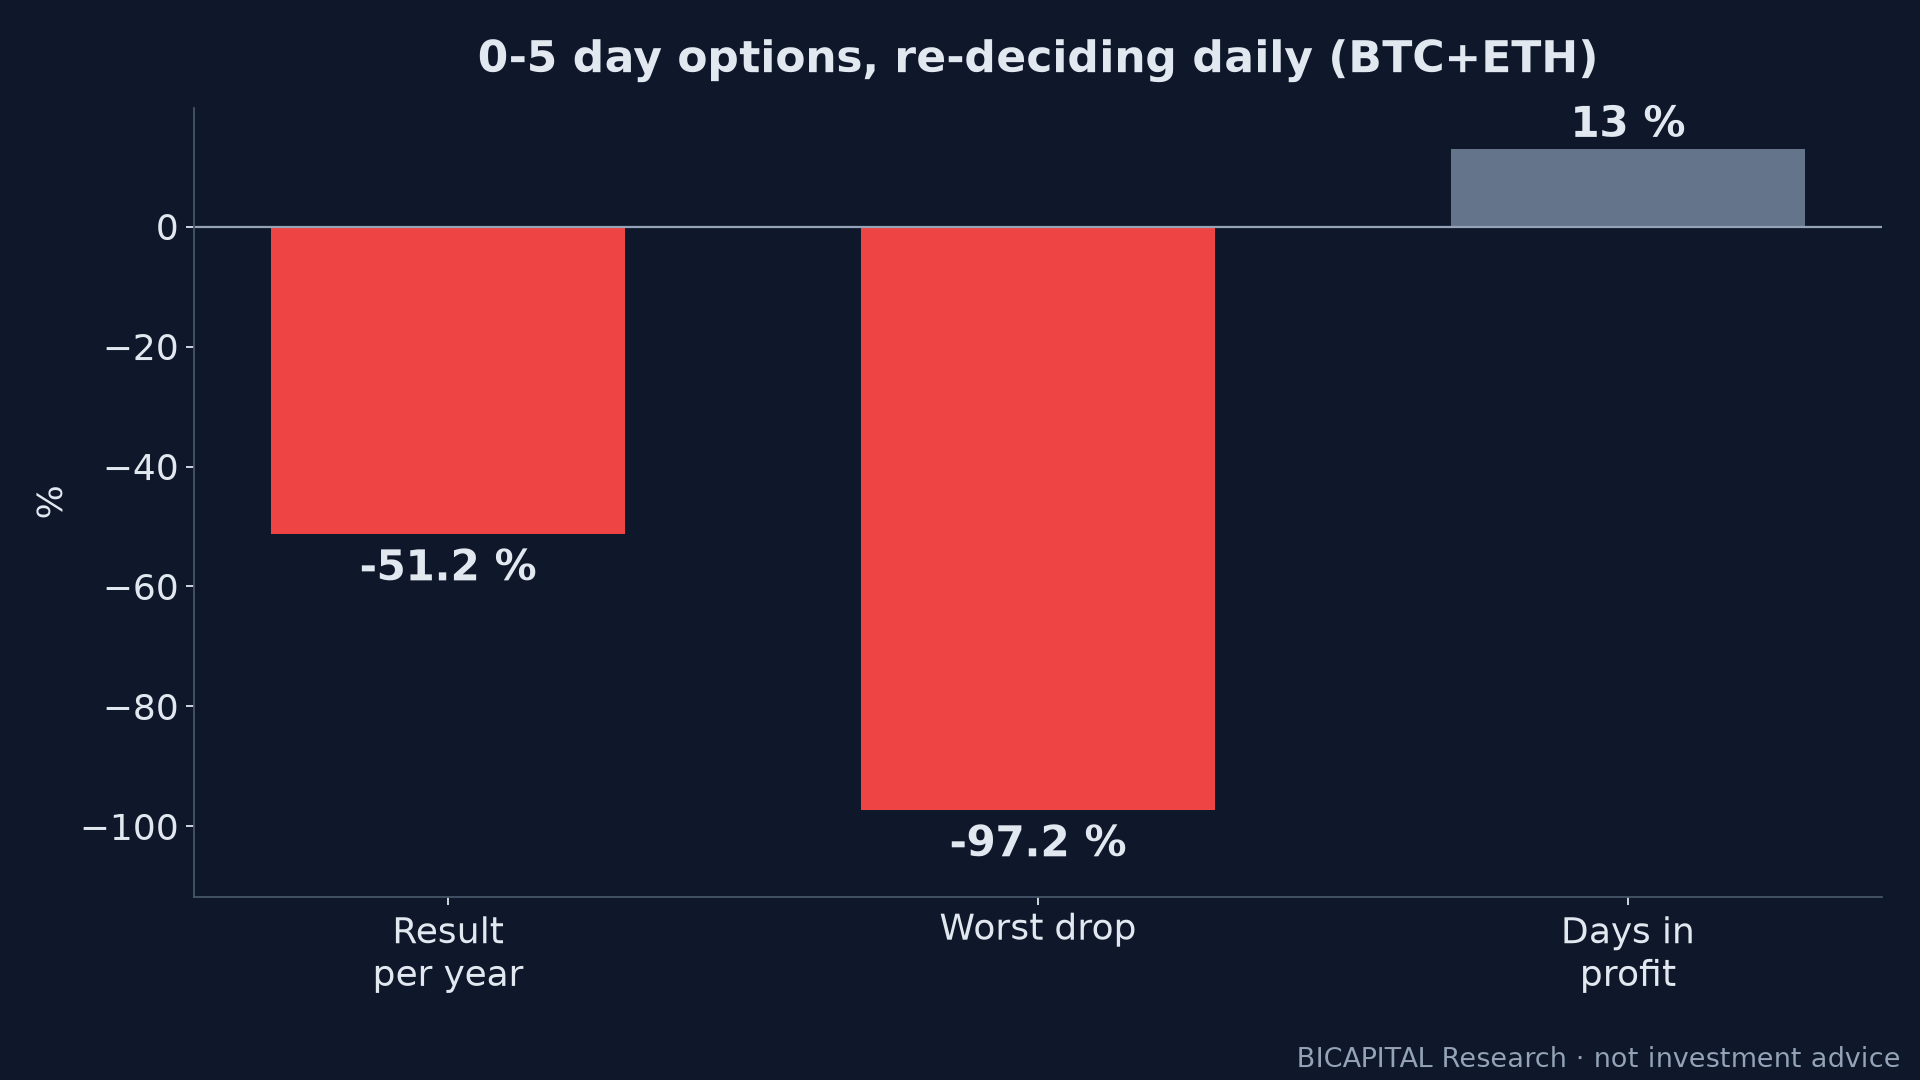 0-5 day options, re-deciding daily (BTC+ETH)
13 %
0
−20
−40
−60
−80
−100
%
-51.2 %
-97.2 %
Result
per year
Worst drop
Days in
profit
BICAPITAL Research · not investment advice